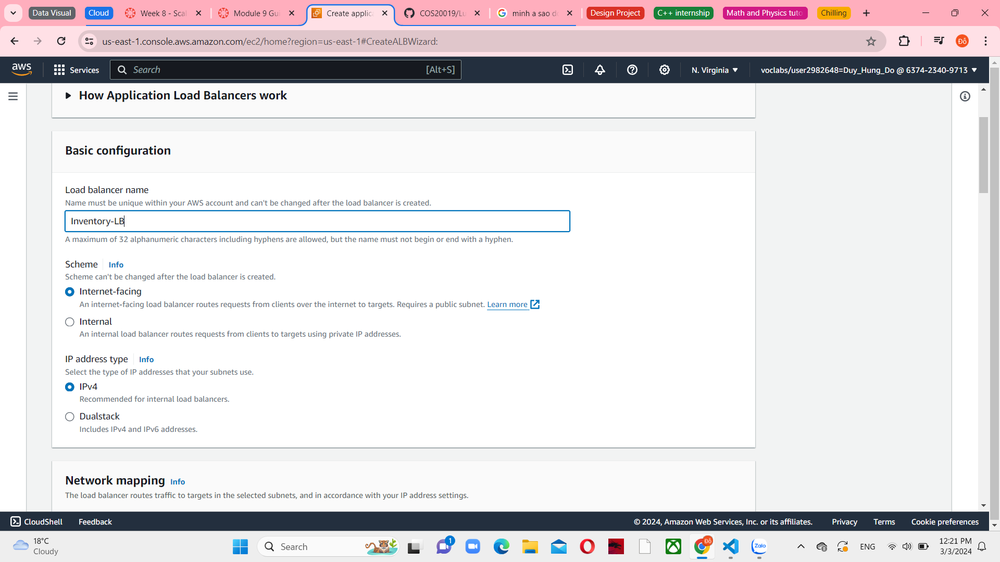 Data Visual
Cloud
Week 8 - Scal
Module 9 Gui
Create applica
COS20019/Lu
minh a sao de
Design Project
C++ internship
Math and Physics tuto
Chilling
us-east-1.console.aws.amazon.com/ec2/home?region=us-east-1#CreateALBWizard:
Đỗ
aws
Services
Search
[Alt+S]
N. Virginia
voclabs/user2982648=Duy_Hung_Do @ 6374-2340-9713
How Application Load Balancers work
Basic configuration
Load balancer name
Name must be unique within your AWS account and can't be changed after the load balancer is created.
Inventory-LB
A maximum of 32 alphanumeric characters including hyphens are allowed, but the name must not begin or end with a hyphen.
Scheme Info
Scheme can't be changed after the load balancer is created.
Internet-facing
An internet-facing load balancer routes requests from clients over the internet to targets. Requires a public subnet. Learn more
Internal
An internal load balancer routes requests from clients to targets using private IP addresses.
IP address type Info
Select the type of IP addresses that your subnets use.
IPv4
Recommended for internal load balancers.
Dualstack
Includes IPv4 and IPv6 addresses.
Network mapping Info
The load balancer routes traffic to targets in the selected subnets, and in accordance with your IP address settings.
CloudShell
Feedback
© 2024, Amazon Web Services, Inc. or its affiliates.
Privacy
Terms
Cookie preferences
18°C
Cloudy
Search
1
Đỗ
Zalo
ENG
12:21 PM
3/3/2024